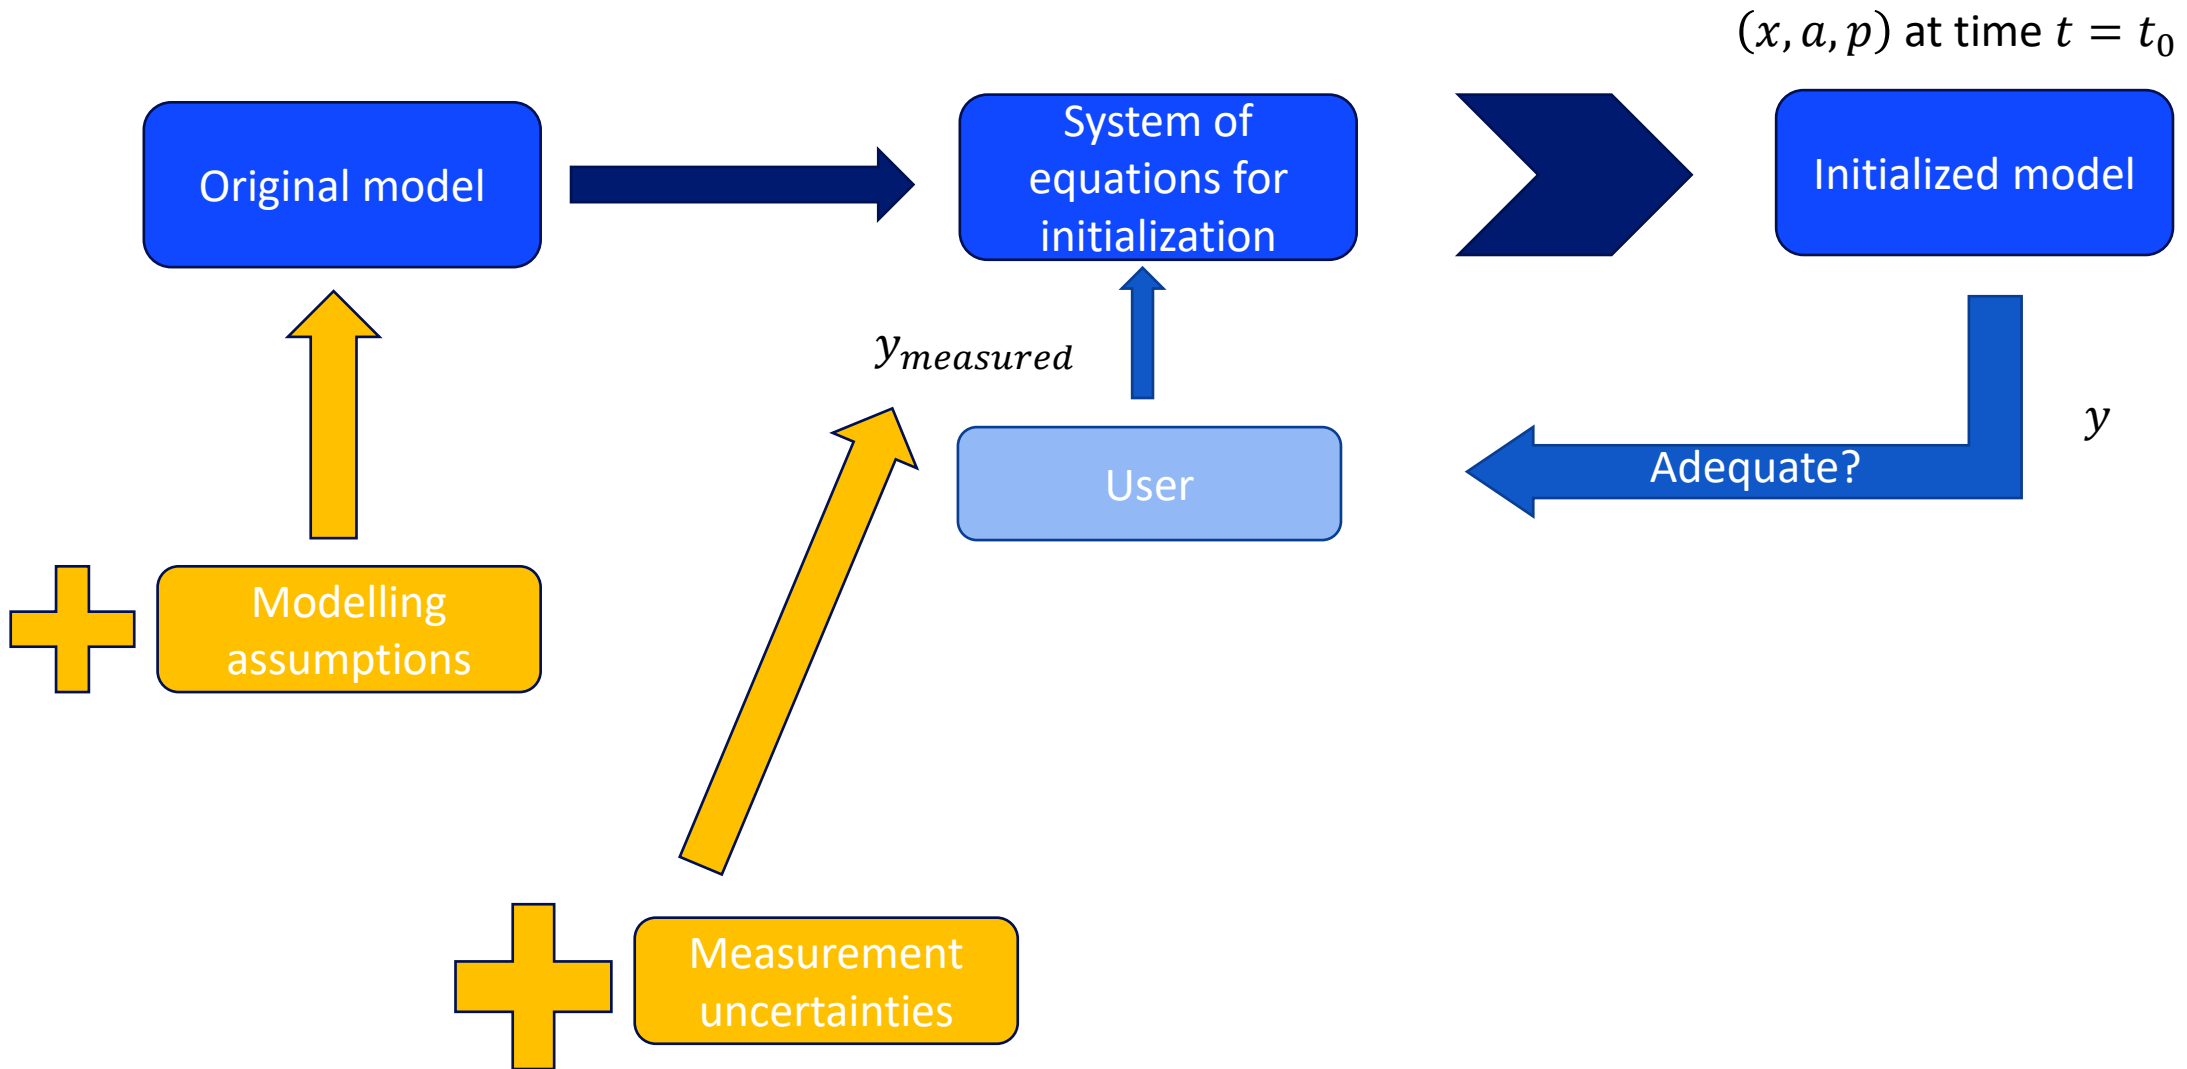 (x, a, p) at time t = t₀
Original model
System of
equations for
initialization
Initialized model
y_measured
y
User
Adequate?
Modelling
assumptions
Measurement
uncertainties